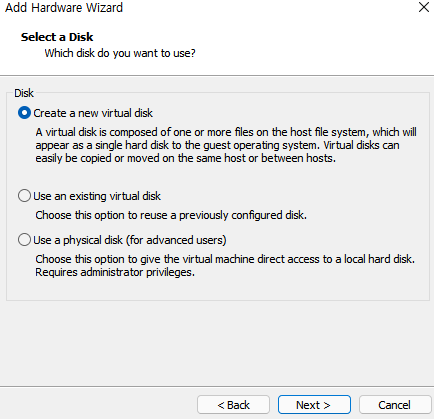 Add Hardware Wizard
Select a Disk
Which disk do you want to use?
Disk
Create a new virtual disk
A virtual disk is composed of one or more files on the host file system, which will
appear as a single hard disk to the guest operating system. Virtual disks can
easily be copied or moved on the same host or between hosts.
Use an existing virtual disk
Choose this option to reuse a previously configured disk.
Use a physical disk (for advanced users)
Choose this option to give the virtual machine direct access to a local hard disk.
Requires administrator privileges.
< Back Next > Cancel